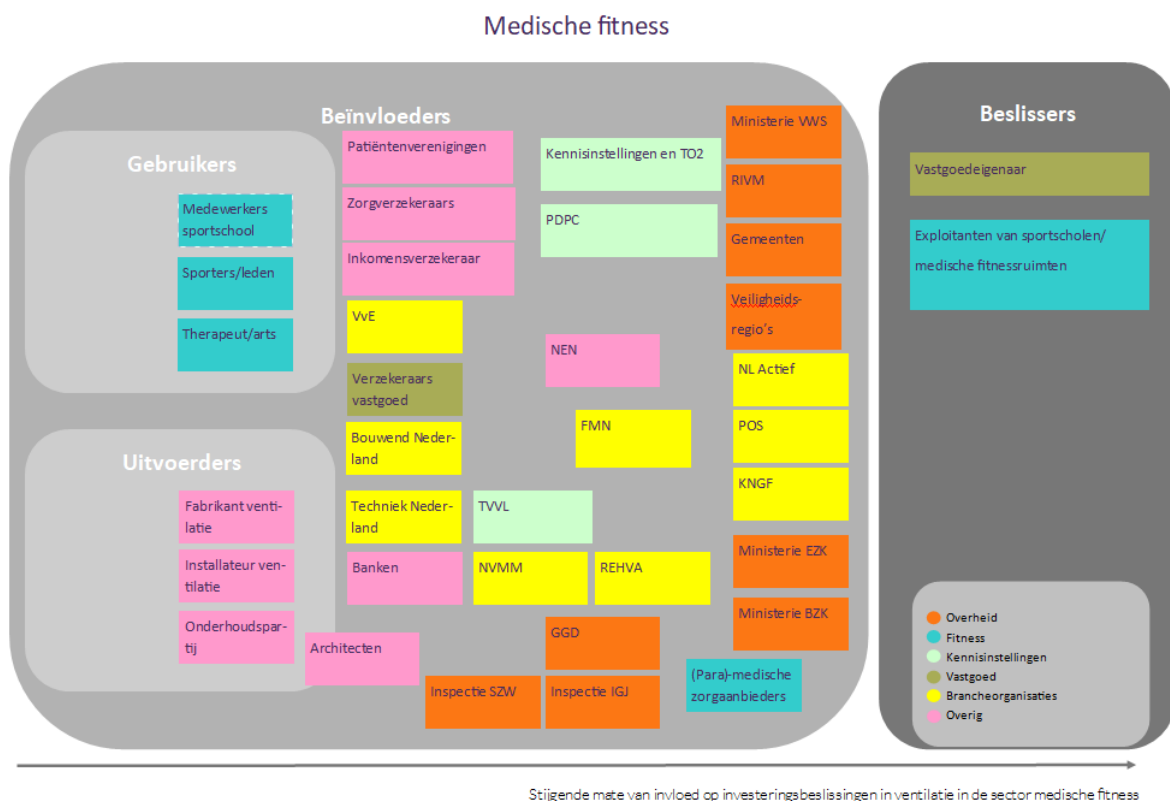 Medische fitness
Beïnvloeders
Gebruikers
Medewerkers
sportschool
Sporters/leden
Therapeut/arts
Uitvoerders
Fabrikant venti-
latie
Installateur ven-
tilatie
Onderhoudspar-
tij
Patiëntenverenigingen
Zorgverzekeraars
Inkomensverzekeraar
VvE
Verzekeraars
vastgoed
Bouwend Neder-
land
Techniek Neder-
land
Banken
Architecten
Kennisinstellingen en TO2
PDPC
NEN
FMN
TVVL
NVMM
REHVA
GGD
Inspectie SZW
Inspectie IGJ
Ministerie VWS
RIVM
Gemeenten
Veiligheids-
regio's
NL Actief
POS
KNGF
Ministerie EZK
Ministerie BZK
(Para)-medische
zorgaanbieders
Beslissers
Vastgoedeigenaar
Exploitanten van sportscholen/
medische fitnessruimten
Overheid
Fitness
Kennisinstellingen
Vastgoed
Brancheorganisaties
Overig
Stijgende mate van invloed op investeringsbeslissingen in ventilatie in de sector medische fitness